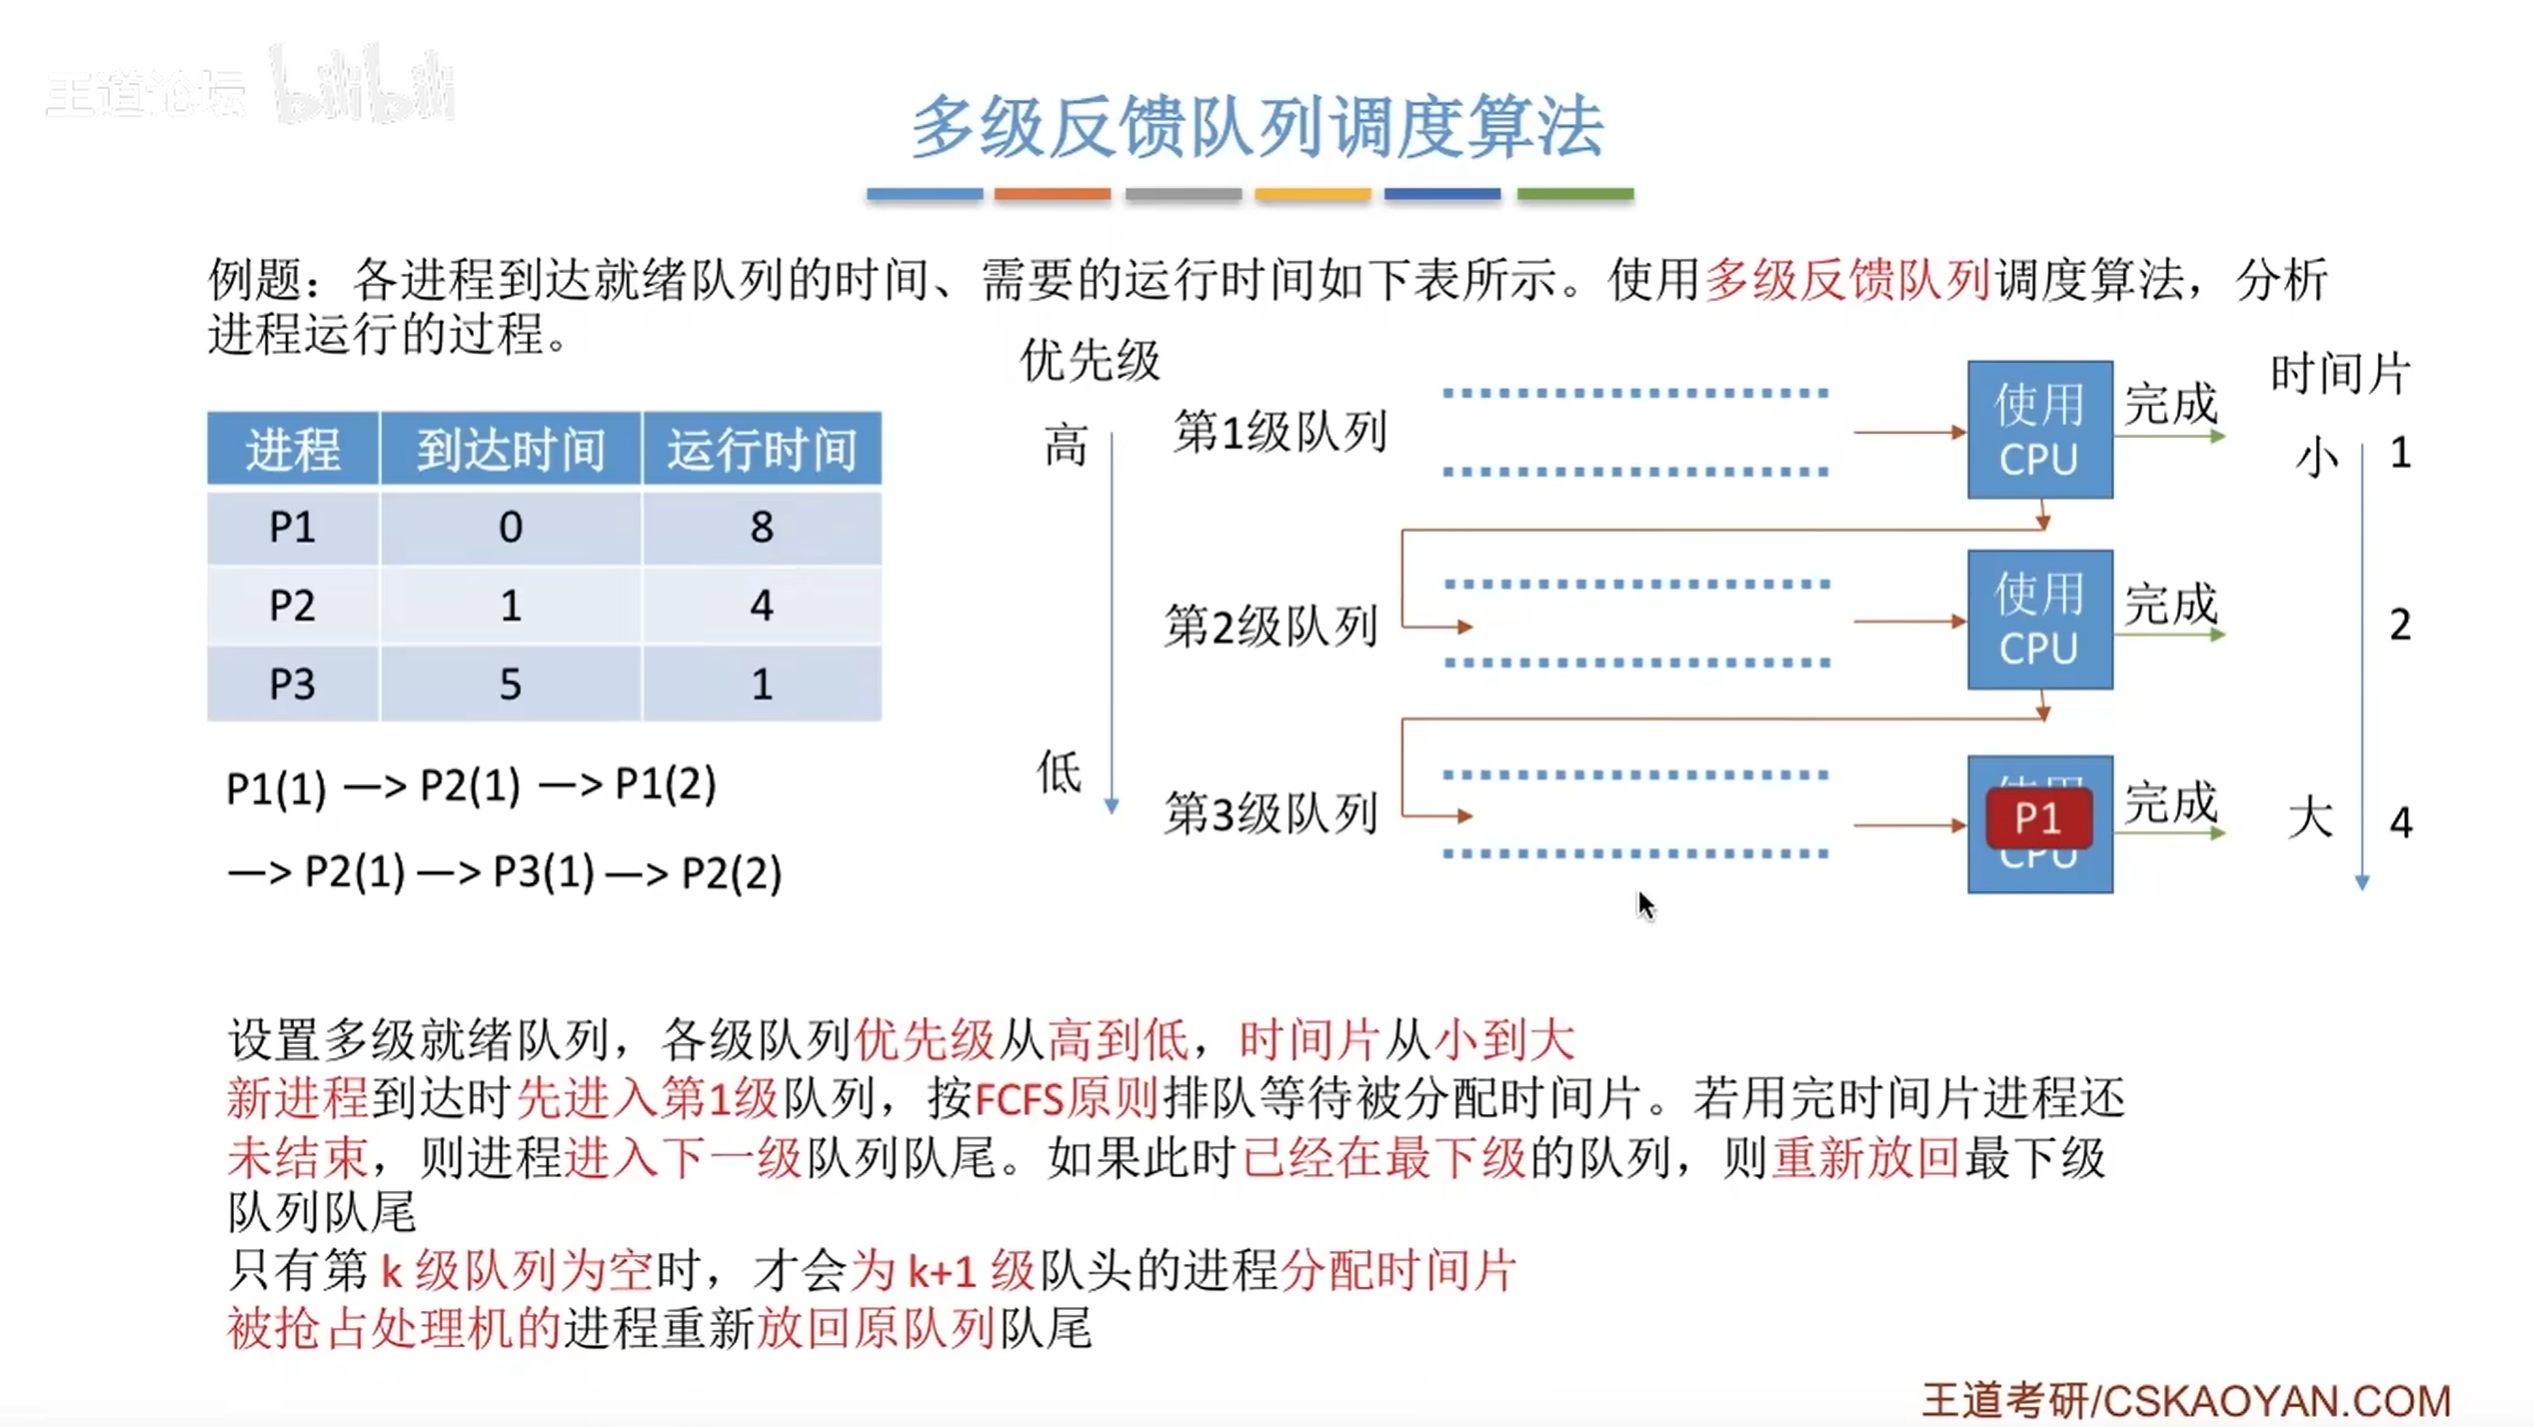 王道论坛 bilibili
多级反馈队列调度算法
例题：各进程到达就绪队列的时间、需要的运行时间如下表所示。使用多级反馈队列调度算法，分析
进程运行的过程。
进程 到达时间 运行时间
P1 0 8
P2 1 4
P3 5 1
P1(1) —> P2(1) —> P1(2)
—> P2(1) —> P3(1) —> P2(2)
优先级
高
低
第1级队列
使用
CPU
完成
第2级队列
使用
CPU
完成
第3级队列
使用
P1
CPU
完成
时间片
小 1
2
大 4
设置多级就绪队列，各级队列优先级从高到低，时间片从小到大
新进程到达时先进入第1级队列，按FCFS原则排队等待被分配时间片。若用完时间片进程还
未结束，则进程进入下一级队列队尾。如果此时已经在最下级的队列，则重新放回最下级
队列队尾
只有第 k 级队列为空时，才会为 k+1 级队头的进程分配时间片
被抢占处理机的进程重新放回原队列队尾
王道考研/CSKAOYAN.COM